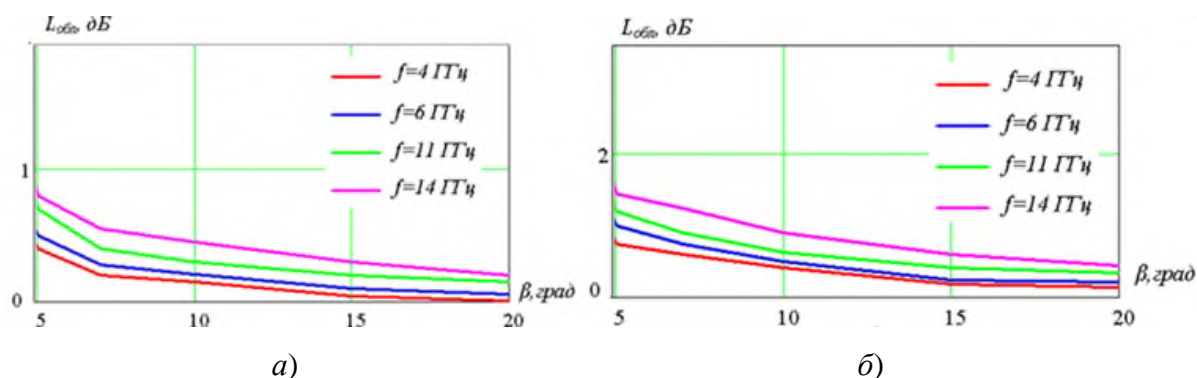 L_обл, дБ
f=4 ГГц
f=6 ГГц
f=11 ГГц
f=14 ГГц
1
0
5 10 15 20
β,град
а)
L_обл, дБ
f=4 ГГц
f=6 ГГц
f=11 ГГц
f=14 ГГц
2
0
5 10 15 20
β,град
б)